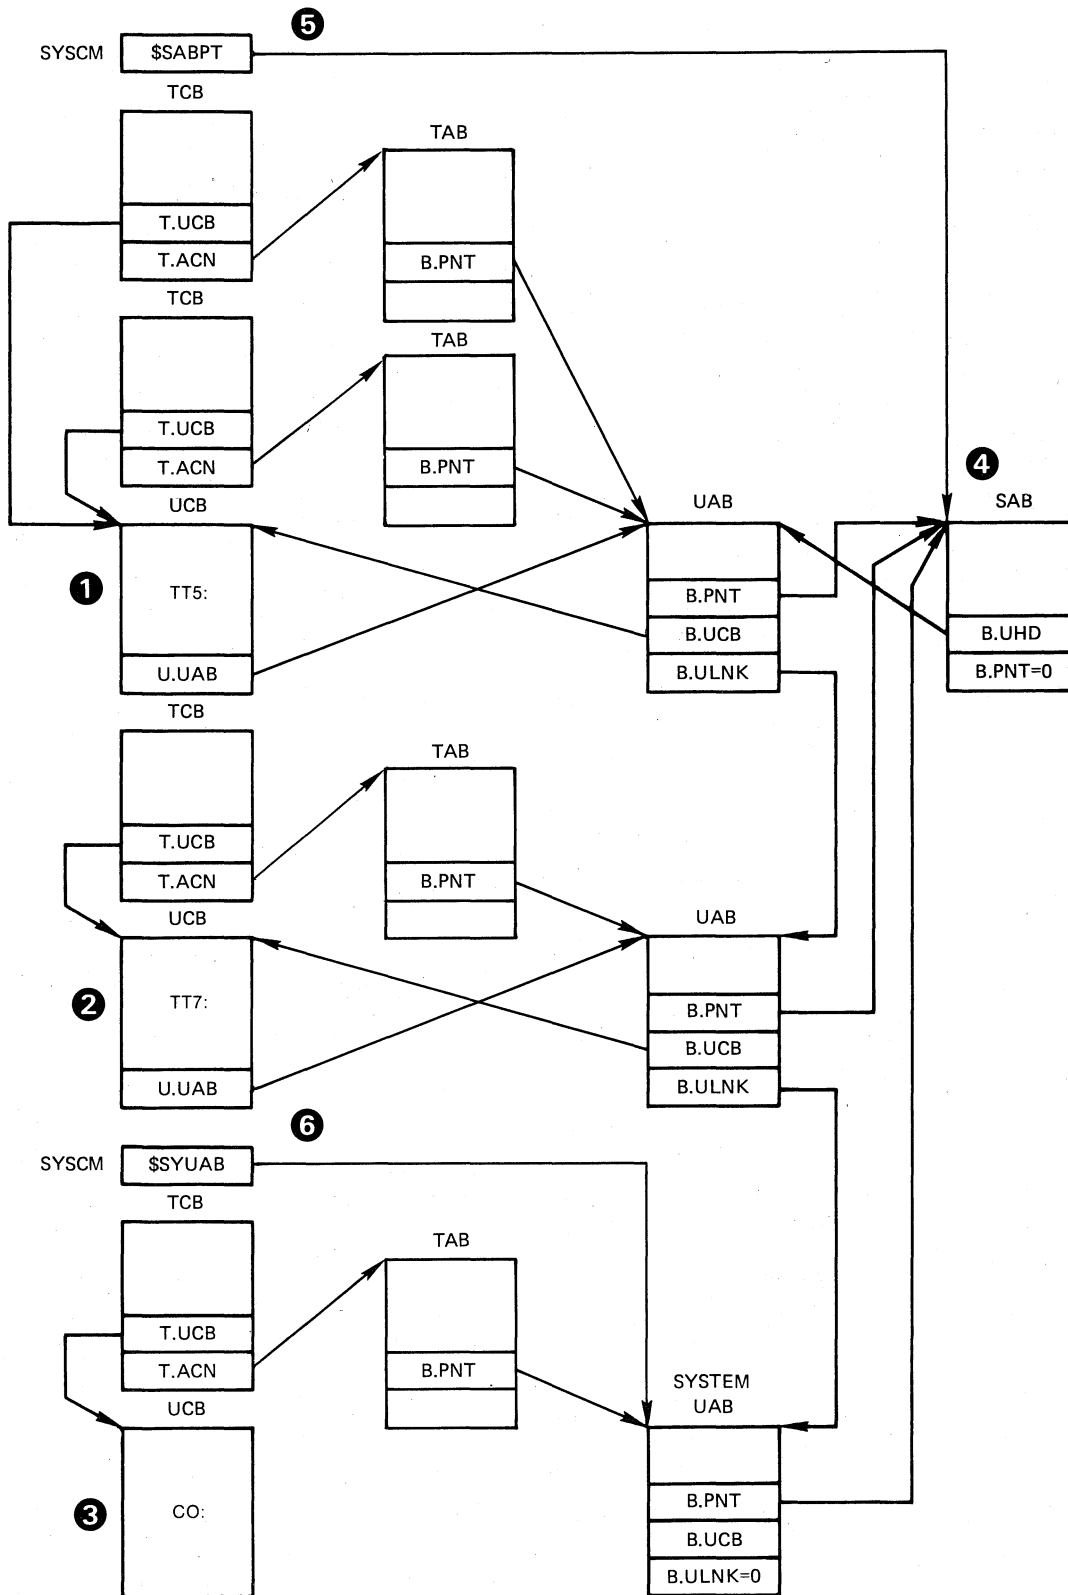 5
SYSCM $SABPT
TCB
TAB
T.UCB
T.ACN
B.PNT
TCB
TAB
T.UCB
T.ACN
B.PNT
4
UCB
UAB
SAB
1
TT5:
B.PNT
B.UCB
B.UHD
U.UAB
B.ULNK
B.PNT=0
TCB
TAB
T.UCB
T.ACN
B.PNT
UCB
UAB
2
TT7:
B.PNT
B.UCB
U.UAB
B.ULNK
6
SYSCM $SYUAB
TCB
TAB
T.UCB
T.ACN
B.PNT
SYSTEM
UAB
UCB
3
CO:
B.PNT
B.UCB
B.ULNK=0